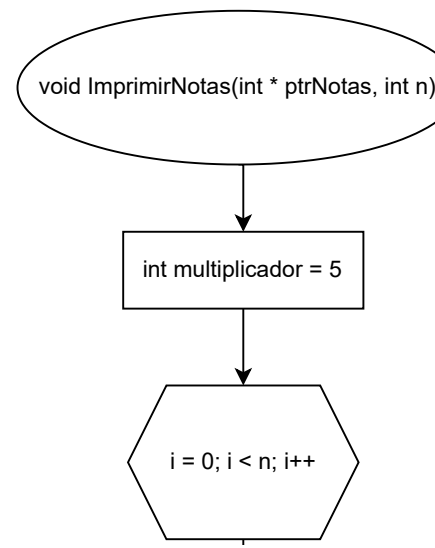 void ImprimirNotas(int * ptrNotas, int n)
int multiplicador = 5
i = 0; i < n; i++